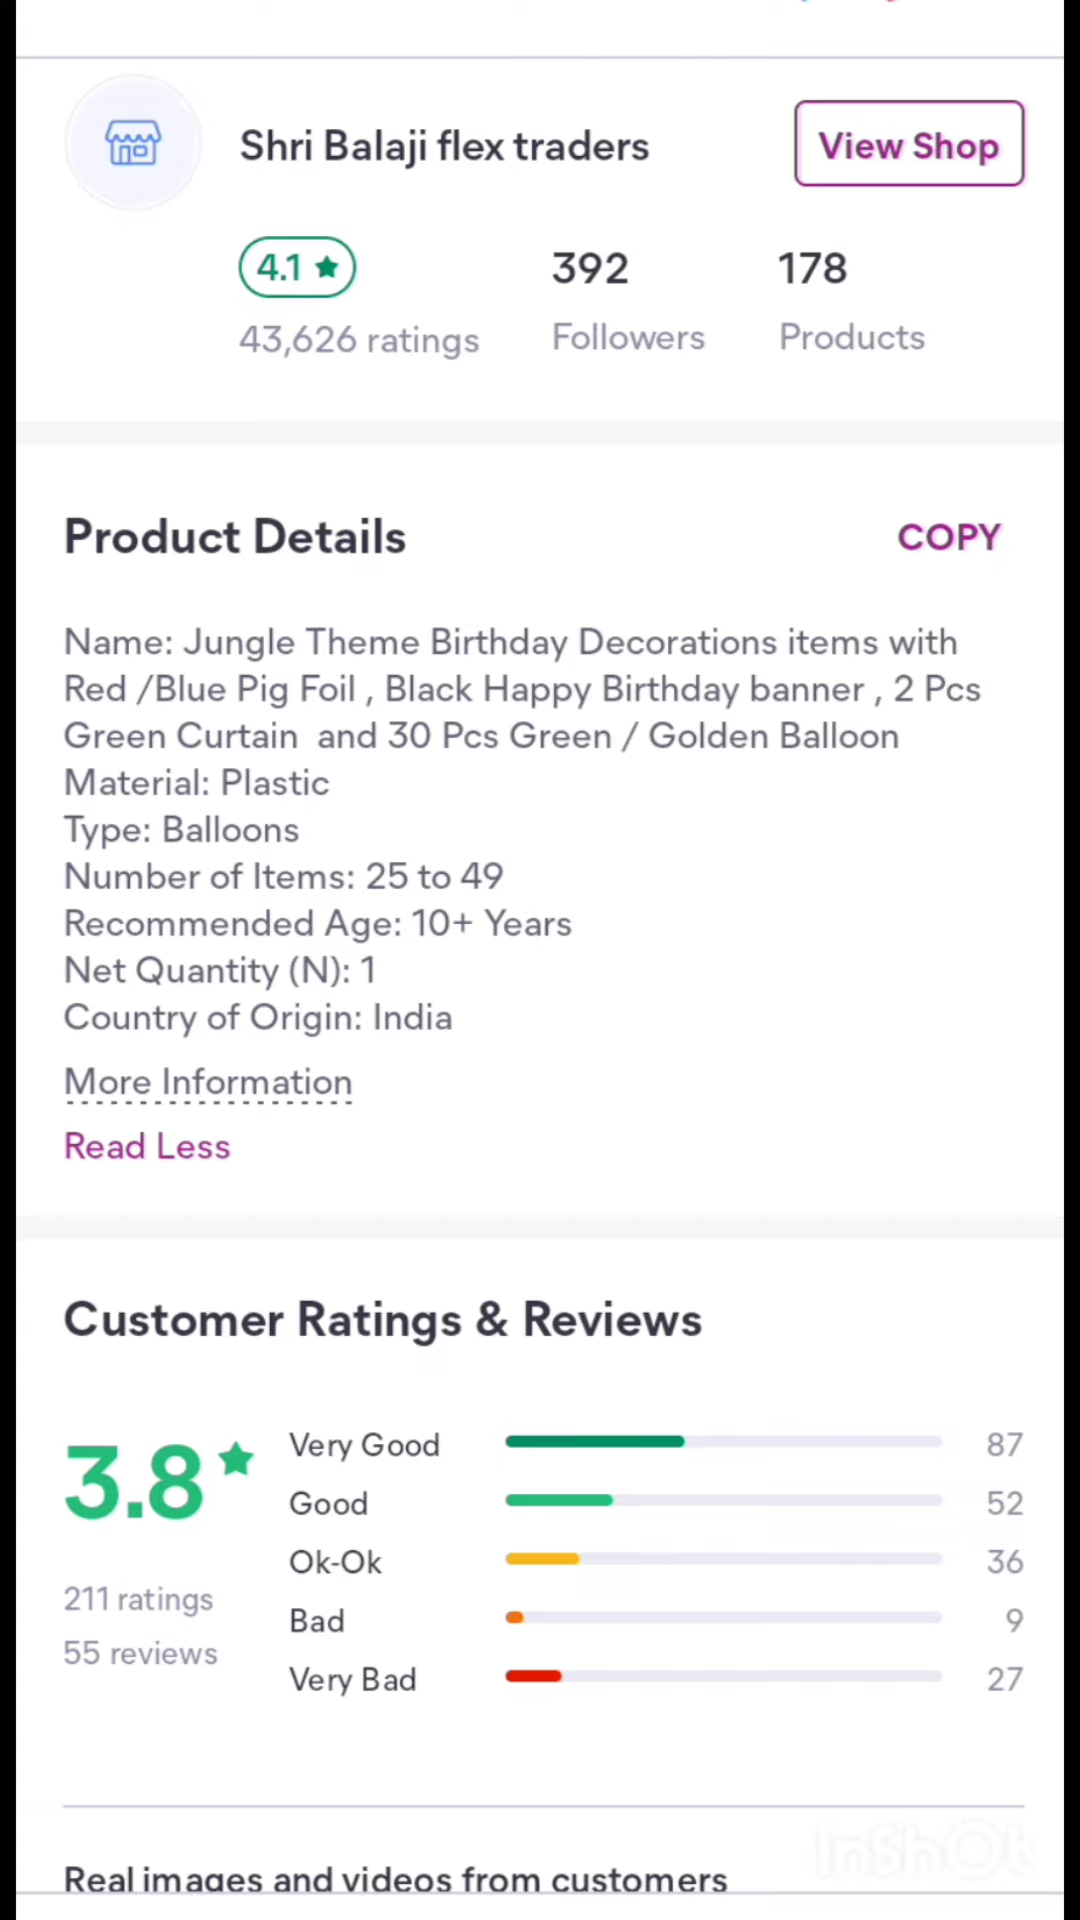 Shri Balaji flex traders
View Shop
4.1
392
178
43,626 ratings
Followers
Products
Product Details
COPY
Name: Jungle Theme Birthday Decorations items with
Red /Blue Pig Foil , Black Happy Birthday banner , 2 Pcs
Green Curtain  and 30 Pcs Green / Golden Balloon
Material: Plastic
Type: Balloons
Number of Items: 25 to 49
Recommended Age: 10+ Years
Net Quantity (N): 1
Country of Origin: India
More Information
Read Less
Customer Ratings & Reviews
3.8
211 ratings
55 reviews
Very Good
87
Good
52
Ok-Ok
36
Bad
9
Very Bad
27
InShOt
Real images and videos from customers